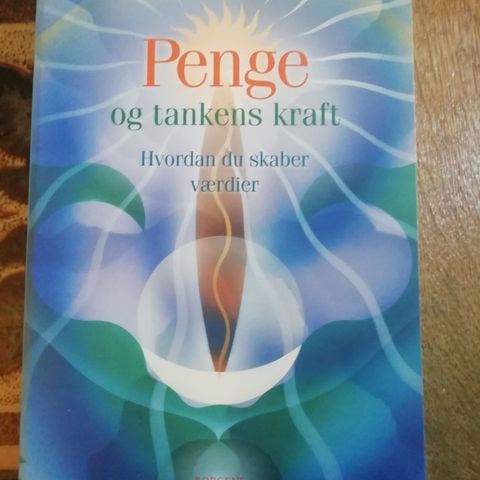 Penge
og tankens kraft
Hvordan du skaber
værdier